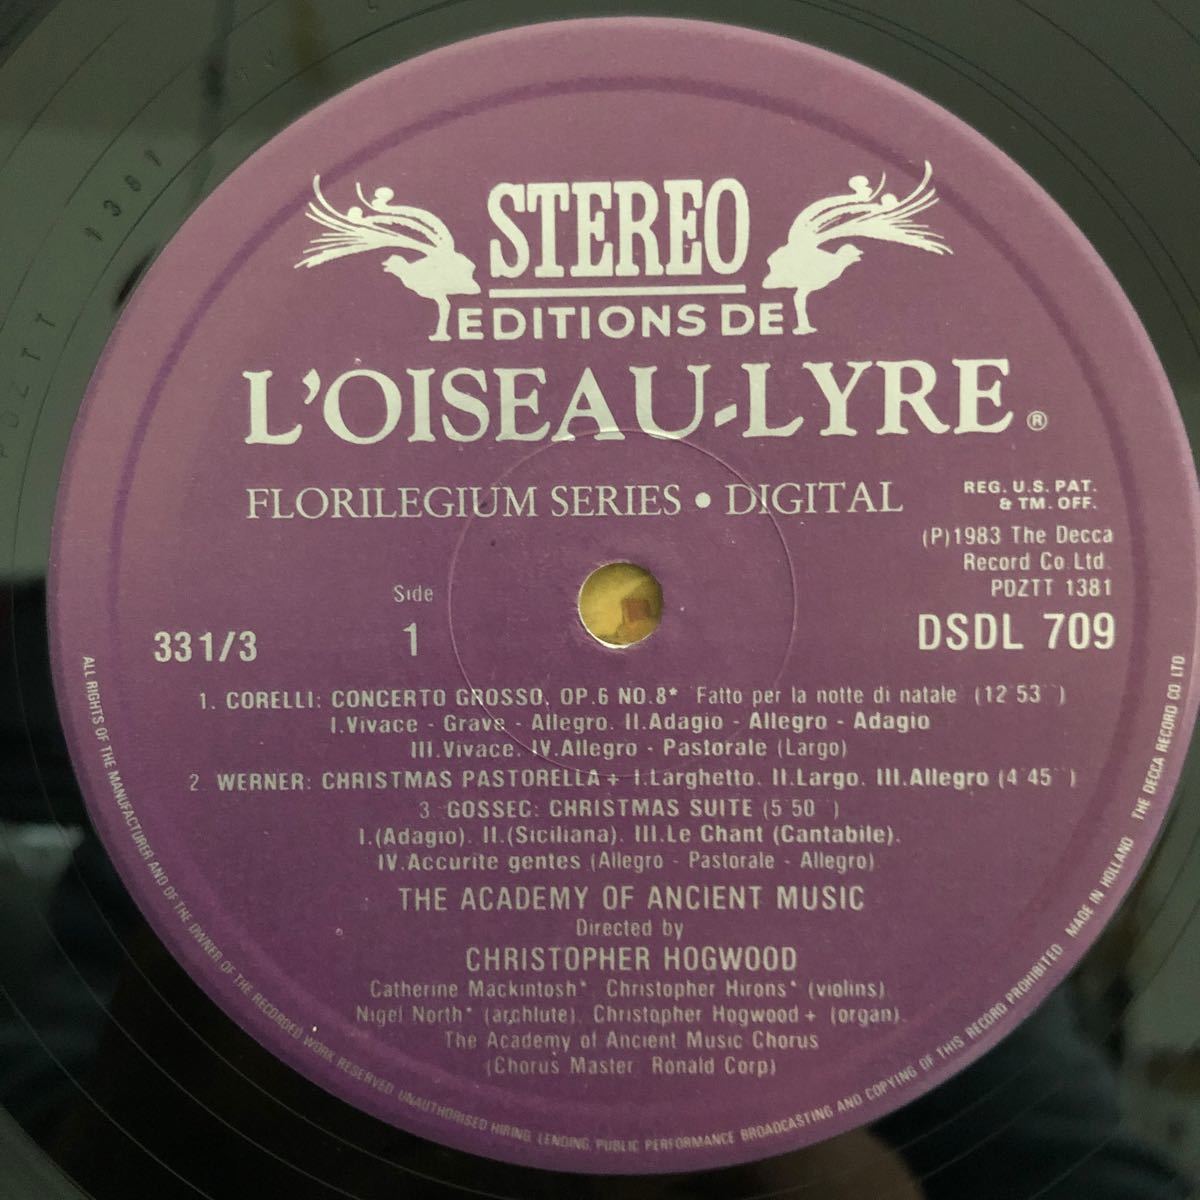 STEREO
EDITIONS DE
L'OISEAU-LYRE ®
FLORILEGIUM SERIES • DIGITAL
REG. U.S. PAT.
& TM. OFF.
(P)1983 The Decca
Record Co Ltd.
PDZTT 1381
DSDL 709
Side
1
33 1/3
1. CORELLI: CONCERTO GROSSO, OP.6 NO.8* 'Fatto per la notte di natale (12'53'')
I.Vivace - Grave - Allegro. II.Adagio - Allegro - Adagio
III.Vivace. IV.Allegro - Pastorale (Largo)
2 WERNER: CHRISTMAS PASTORELLA + I.Larghetto. II.Largo. III.Allegro (4'45'')
3. GOSSEC: CHRISTMAS SUITE (5'50'')
I.(Adagio). II.(Siciliana). III.Le Chant (Cantabile).
IV.Accurite gentes (Allegro - Pastorale - Allegro)
THE ACADEMY OF ANCIENT MUSIC
Directed by
CHRISTOPHER HOGWOOD
Catherine Mackintosh* Christopher Hirons* (violins)
Nigel North* (archlute). Christopher Hogwood + (organ).
The Academy of Ancient Music Chorus
(Chorus Master Ronald Corp)
ALL RIGHTS OF THE MANUFACTURER AND OF THE OWNER OF THE RECORDED WORK RESERVED UNAUTHORISED HIRING, LENDING, PUBLIC PERFORMANCE BROADCASTING AND COPYING OF THIS RECORD PROHIBITED MADE IN HOLLAND THE DECCA RECORD CO LTD
PDZTT 1381